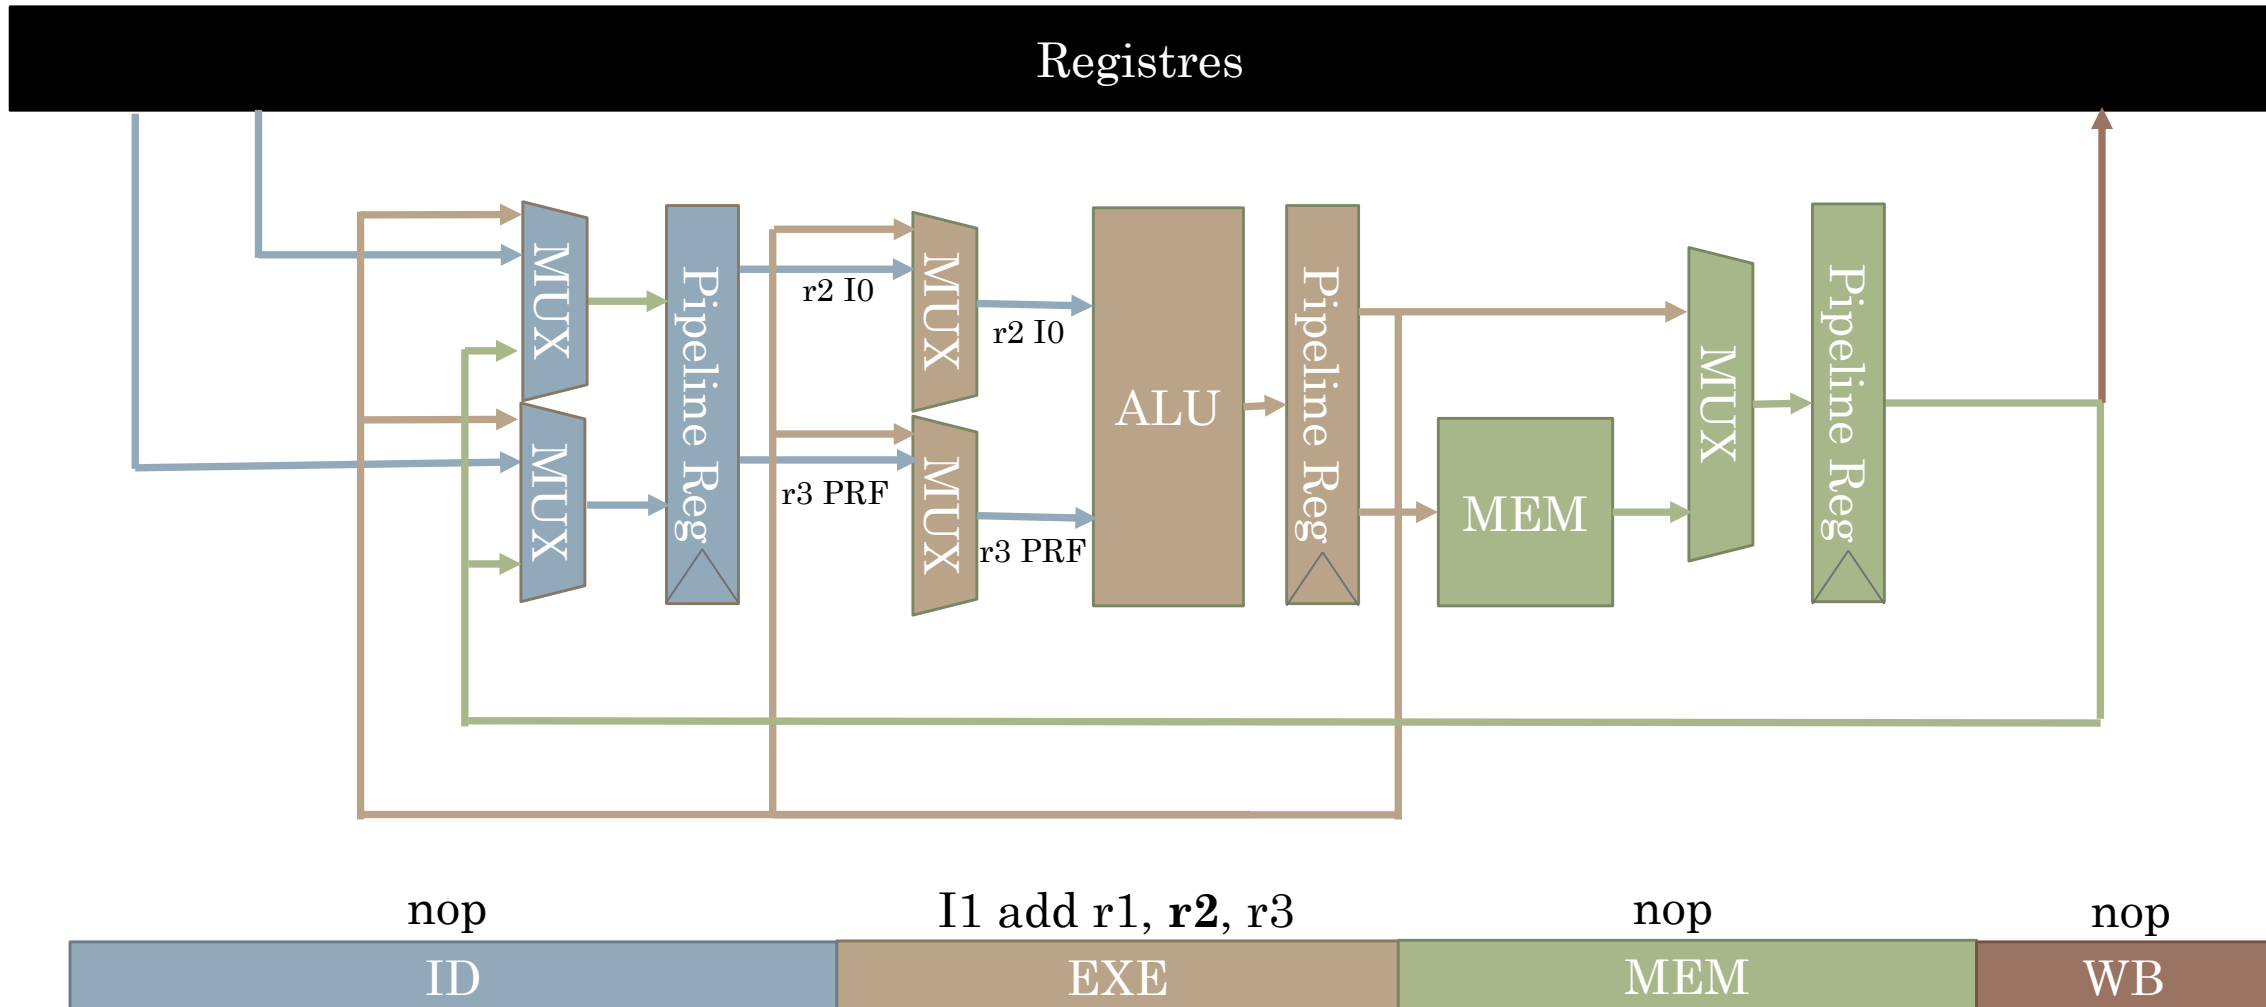 Registres
MUX
MUX
Pipeline Reg
r2 I0
r3 PRF
MUX
MUX
r2 I0
r3 PRF
ALU
Pipeline Reg
MEM
MUX
Pipeline Reg
nop
I1 add r1, r2, r3
nop
nop
ID
EXE
MEM
WB